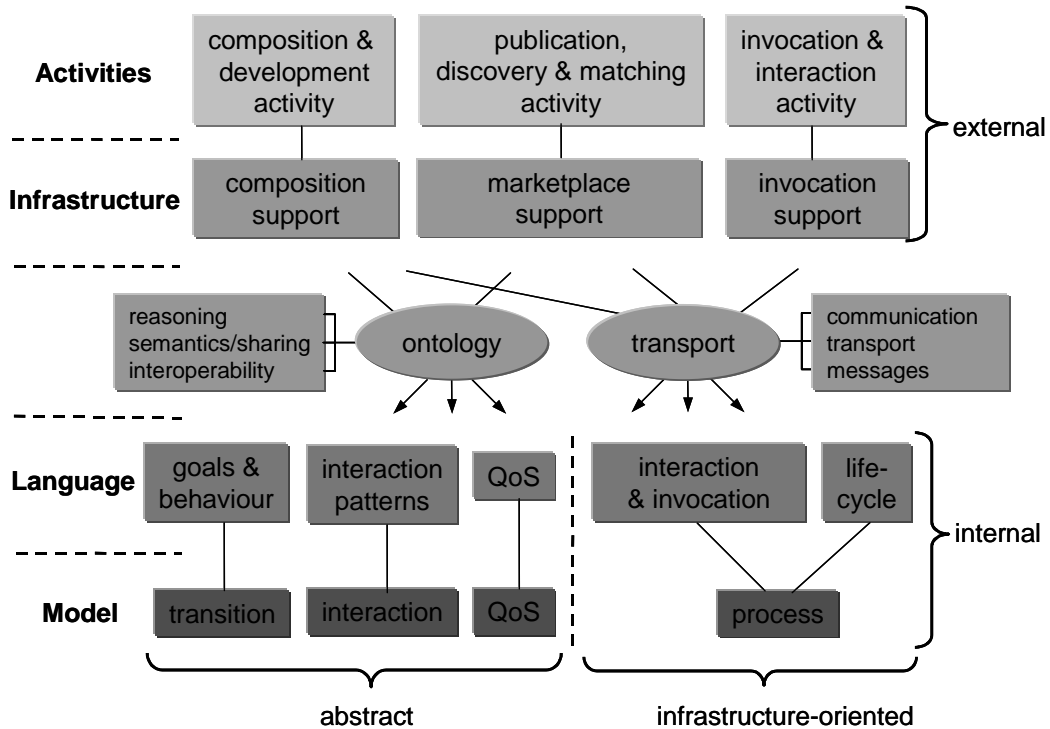 Activities
composition &
development
activity
publication,
discovery & matching
activity
invocation &
interaction
activity
external
Infrastructure
composition
support
marketplace
support
invocation
support
reasoning
semantics/sharing
interoperability
ontology
transport
communication
transport
messages
Language
goals &
behaviour
interaction
patterns
QoS
interaction
& invocation
life-
cycle
internal
Model
transition
interaction
QoS
process
abstract
infrastructure-oriented